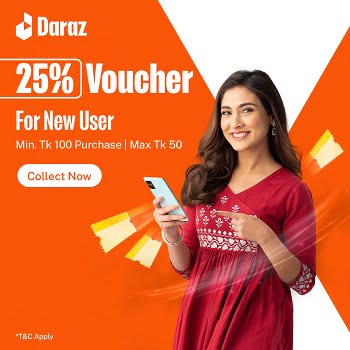 Daraz
25% Voucher
For New User
Min. Tk 100 Purchase | Max Tk 50
Collect Now
*T&C Apply